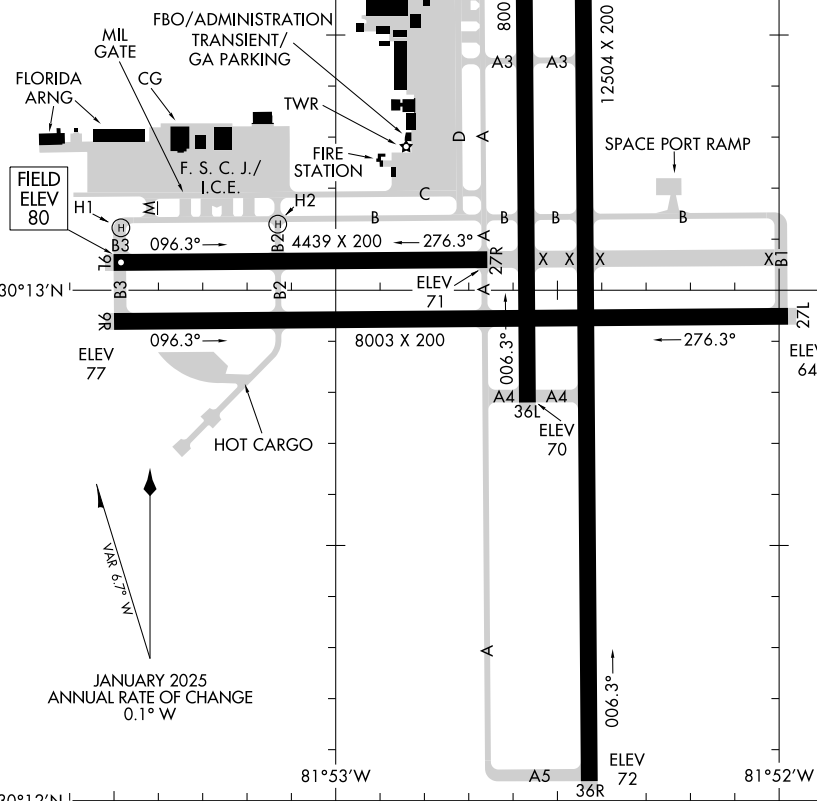 FBO/ADMINISTRATION
TRANSIENT/
GA PARKING
MIL
GATE
FLORIDA
ARNG
CG
TWR
FIRE
STATION
F. S. C. J./
I.C.E.
FIELD
ELEV
80
H1
H
M
H2
H
C
D
A
A3
A3
800
12504 X 200
SPACE PORT RAMP
B
B
B
B
B3
096.3°
B2
4439 X 200
276.3°
A
9L
27R
X
X
X
X
B1
30°13'N
B3
B2
ELEV
71
A
006.3°
9R
27L
ELEV
77
096.3°
8003 X 200
276.3°
ELEV
64
A4
A4
36L
ELEV
70
HOT CARGO
VAR 6.7° W
JANUARY 2025
ANNUAL RATE OF CHANGE
0.1° W
A
006.3°
81°53'W
A5
ELEV
72
36R
81°52'W
30°12'N